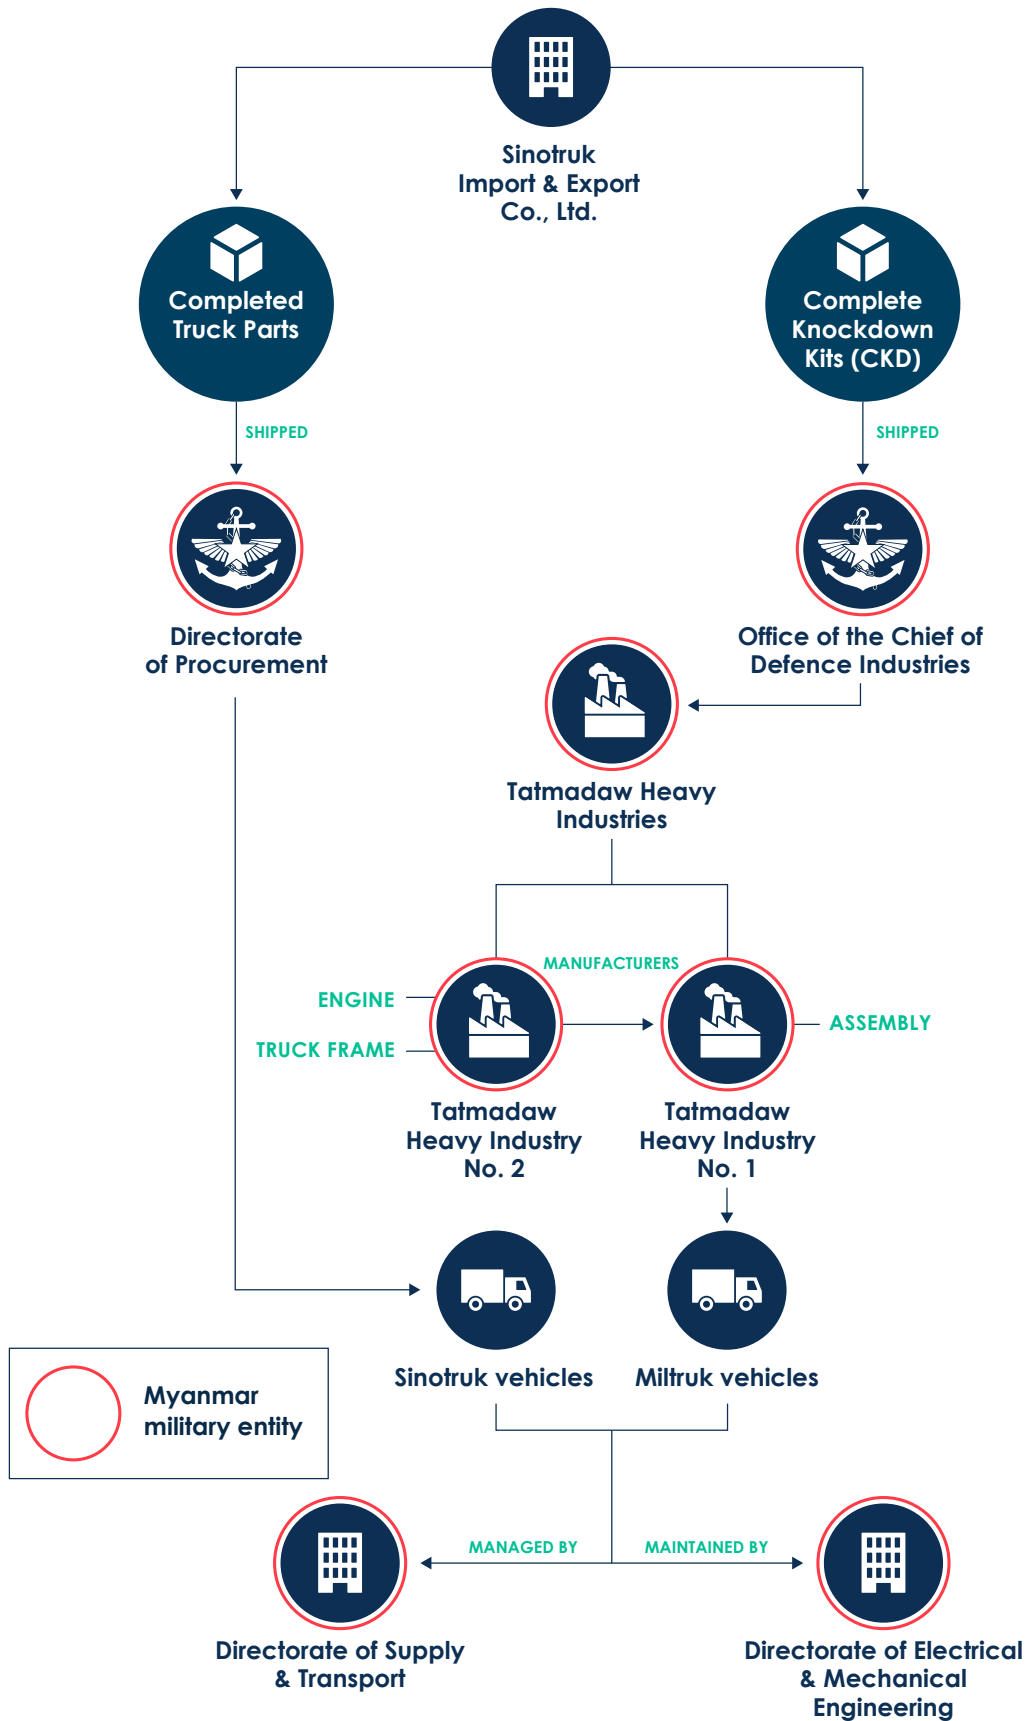 Sinotruk
Import & Export
Co., Ltd.
Completed
Truck Parts
Complete
Knockdown
Kits (CKD)
SHIPPED
SHIPPED
Directorate
of Procurement
Office of the Chief of
Defence Industries
Tatmadaw Heavy
Industries
MANUFACTURERS
ENGINE
TRUCK FRAME
ASSEMBLY
Tatmadaw
Heavy Industry
No. 2
Tatmadaw
Heavy Industry
No. 1
Sinotruk vehicles
Miltruk vehicles
Myanmar
military entity
MANAGED BY
MAINTAINED BY
Directorate of Supply
& Transport
Directorate of Electrical
& Mechanical
Engineering